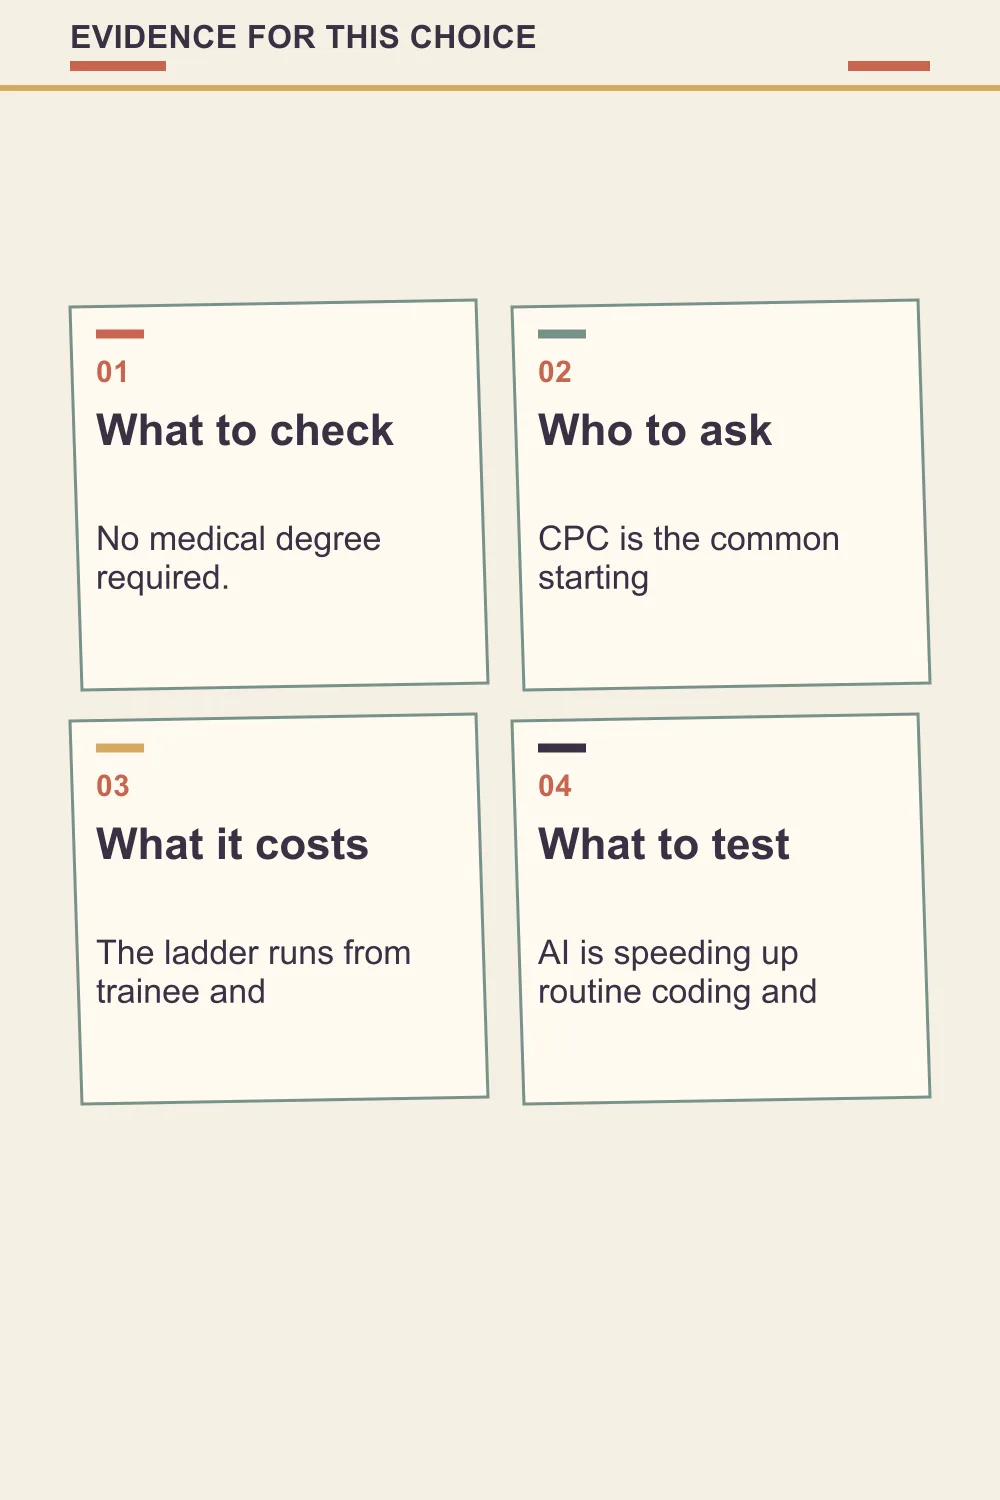 EVIDENCE FOR THIS CHOICE
01
What to check
No medical degree
required.
02
Who to ask
CPC is the common
starting
03
What it costs
The ladder runs from
trainee and
04
What to test
AI is speeding up
routine coding and